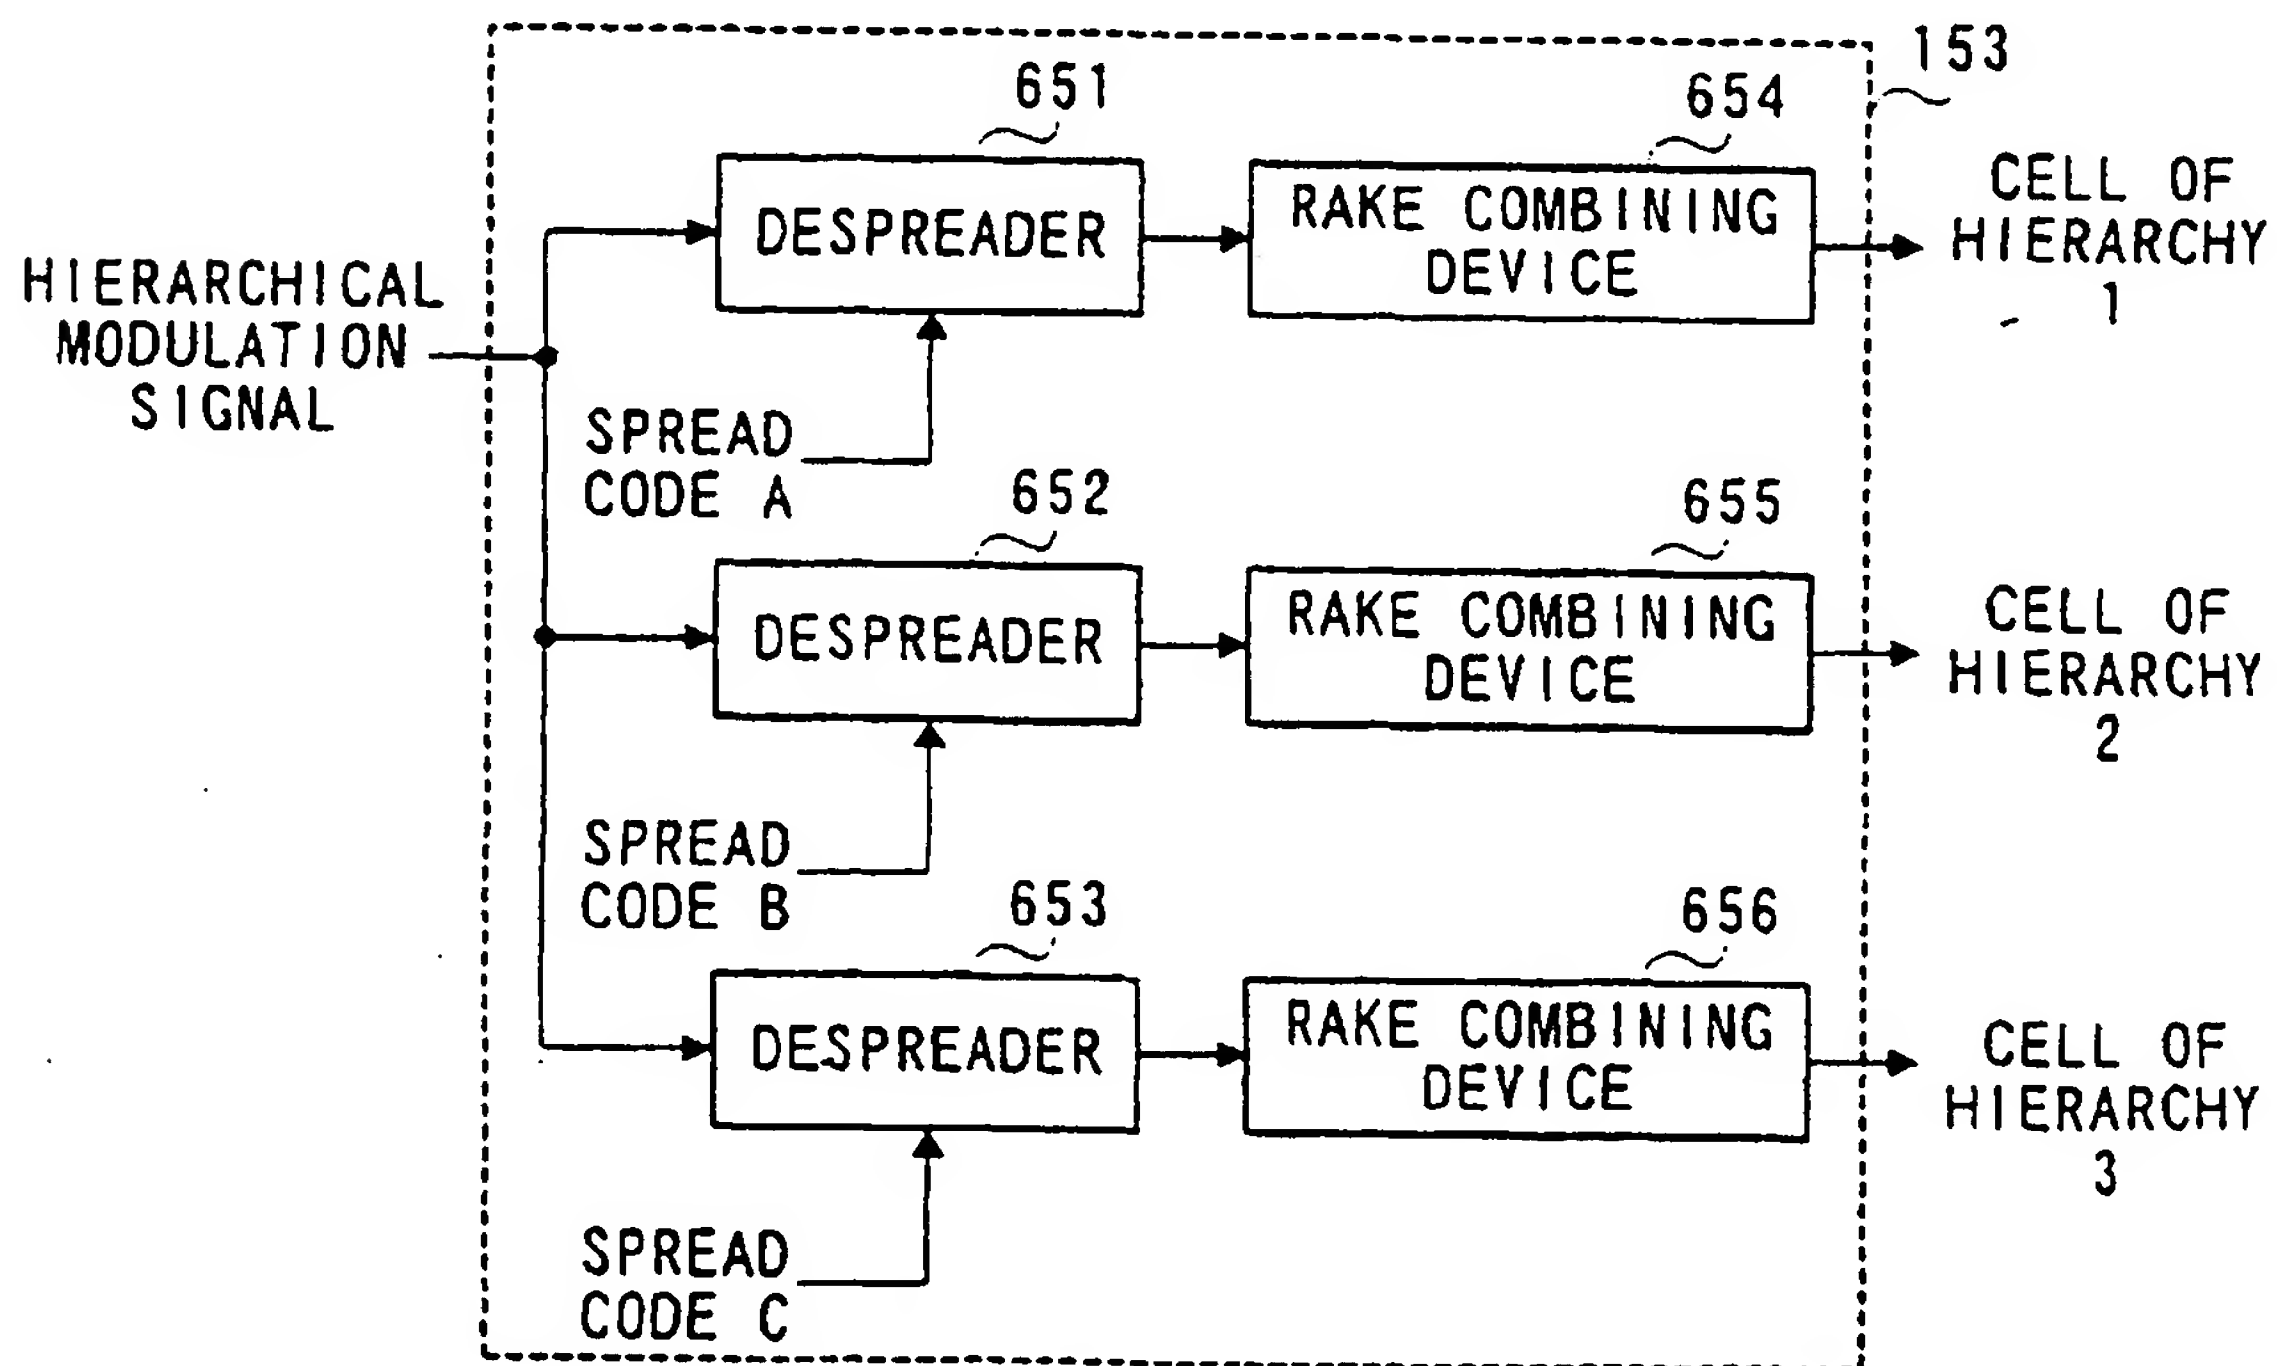 153
651
654
DESPREADER
RAKE COMBINING
DEVICE
CELL OF
HIERARCHY
1
HIERARCHICAL
MODULATION
SIGNAL
SPREAD
CODE A
652
655
DESPREADER
RAKE COMBINING
DEVICE
CELL OF
HIERARCHY
2
SPREAD
CODE B
653
656
DESPREADER
RAKE COMBINING
DEVICE
CELL OF
HIERARCHY
3
SPREAD
CODE C